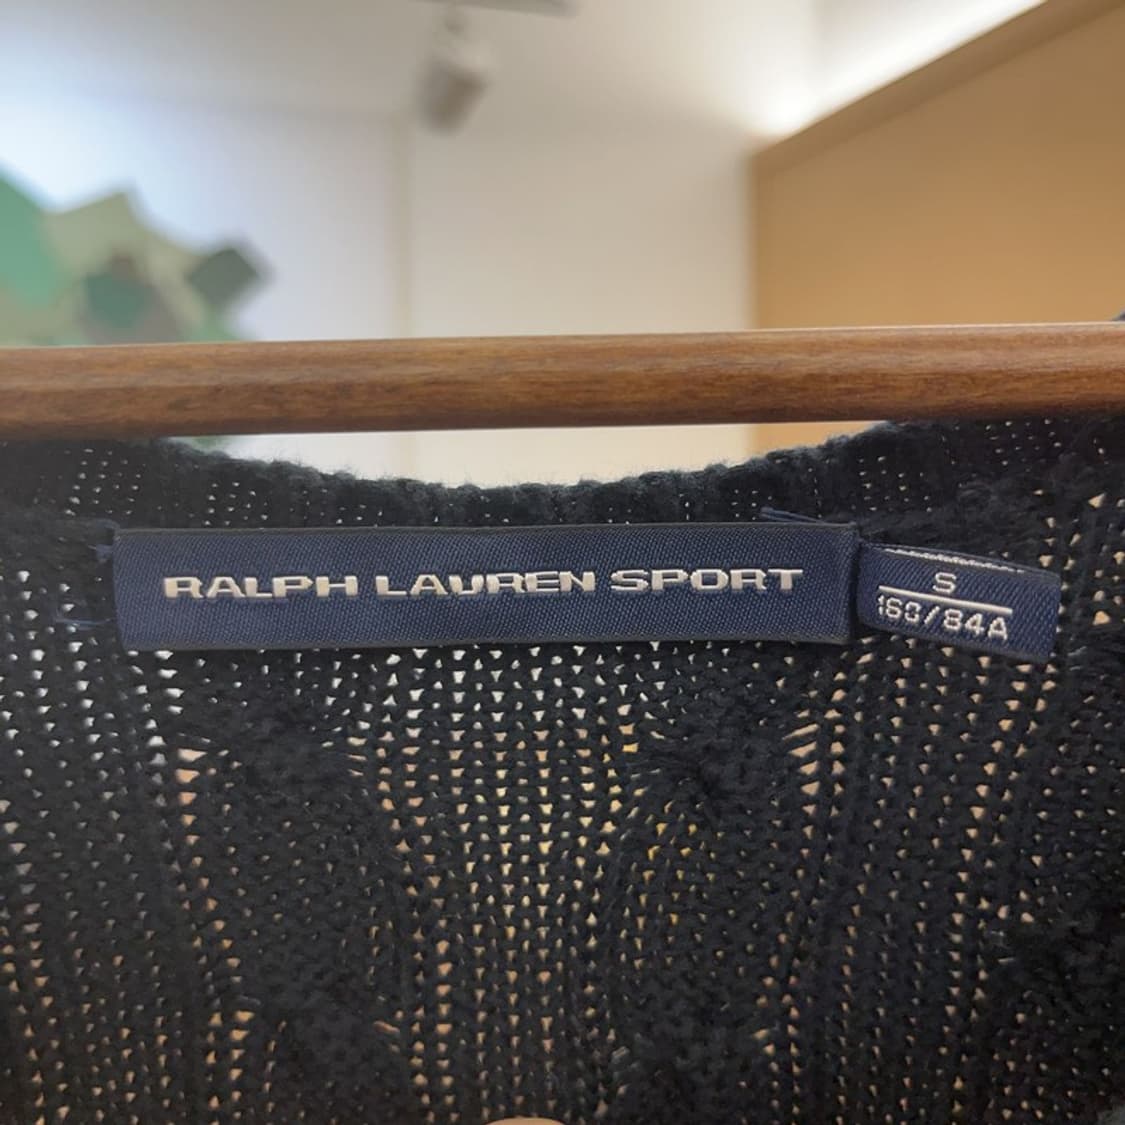 RALPH LAUREN SPORT
S
160/84A